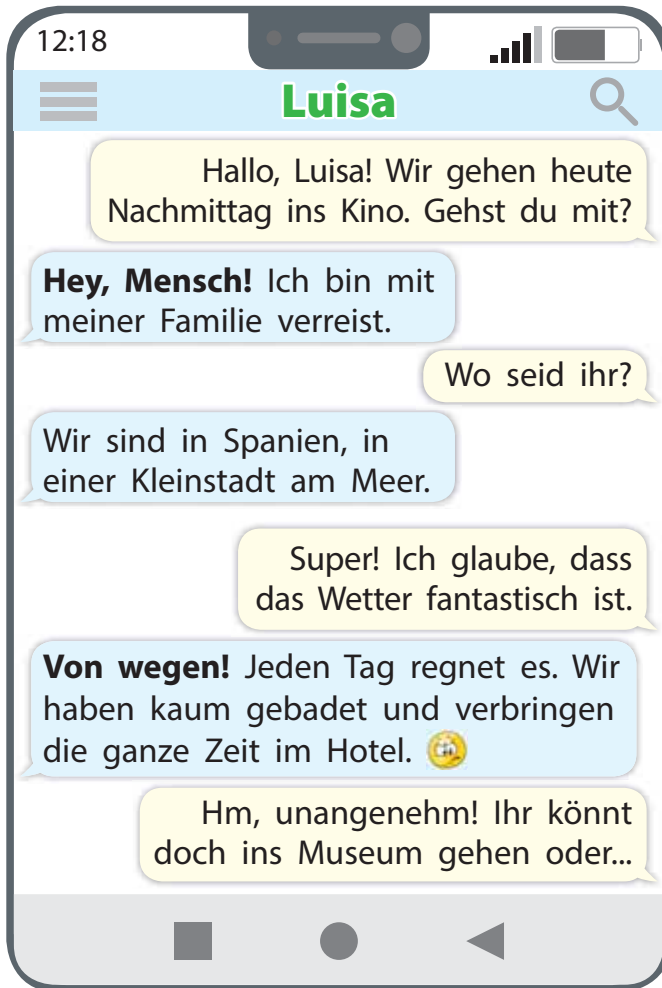 12:18
Luisa
Hallo, Luisa! Wir gehen heute
Nachmittag ins Kino. Gehst du mit?
Hey, Mensch! Ich bin mit
meiner Familie verreist.
Wo seid ihr?
Wir sind in Spanien, in
einer Kleinstadt am Meer.
Super! Ich glaube, dass
das Wetter fantastisch ist.
Von wegen! Jeden Tag regnet es. Wir
haben kaum gebadet und verbringen
die ganze Zeit im Hotel.
Hm, unangenehm! Ihr könnt
doch ins Museum gehen oder...